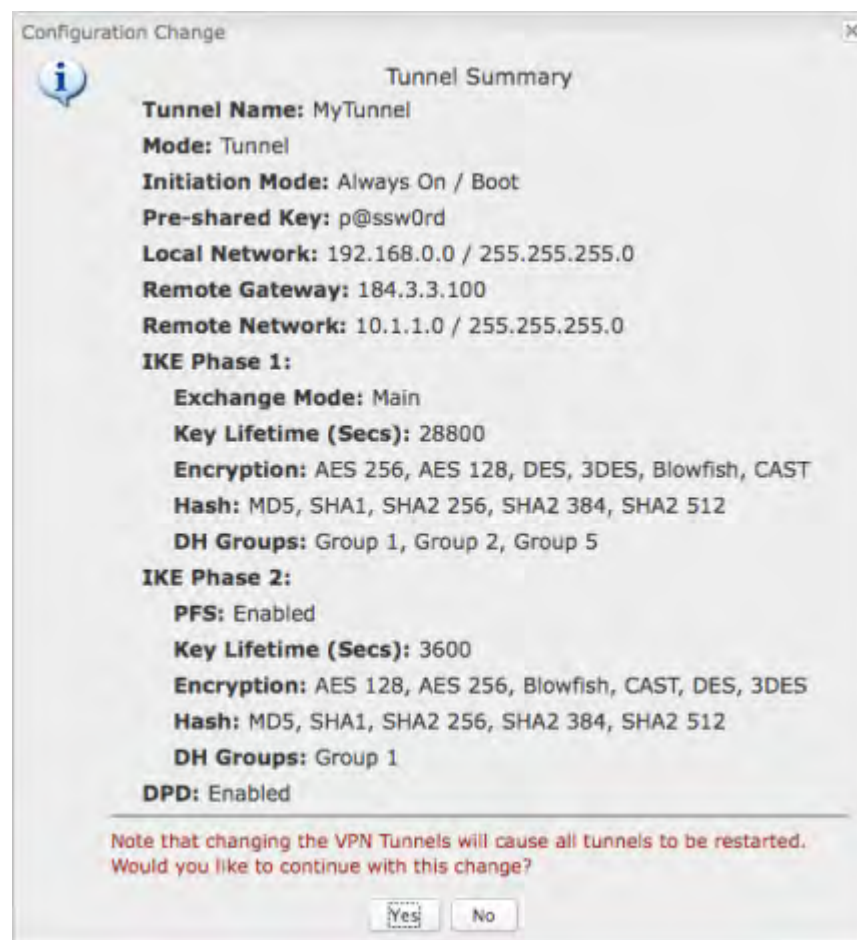 Configuration Change
Tunnel Summary
Tunnel Name: MyTunnel
Mode: Tunnel
Initiation Mode: Always On / Boot
Pre-shared Key: p@ssw0rd
Local Network: 192.168.0.0 / 255.255.255.0
Remote Gateway: 184.3.3.100
Remote Network: 10.1.1.0 / 255.255.255.0
IKE Phase 1:
Exchange Mode: Main
Key Lifetime (Secs): 28800
Encryption: AES 256, AES 128, DES, 3DES, Blowfish, CAST
Hash: MD5, SHA1, SHA2 256, SHA2 384, SHA2 512
DH Groups: Group 1, Group 2, Group 5
IKE Phase 2:
PFS: Enabled
Key Lifetime (Secs): 3600
Encryption: AES 128, AES 256, Blowfish, CAST, DES, 3DES
Hash: MD5, SHA1, SHA2 256, SHA2 384, SHA2 512
DH Groups: Group 1
DPD: Enabled
Note that changing the VPN Tunnels will cause all tunnels to be restarted.
Would you like to continue with this change?
Yes No